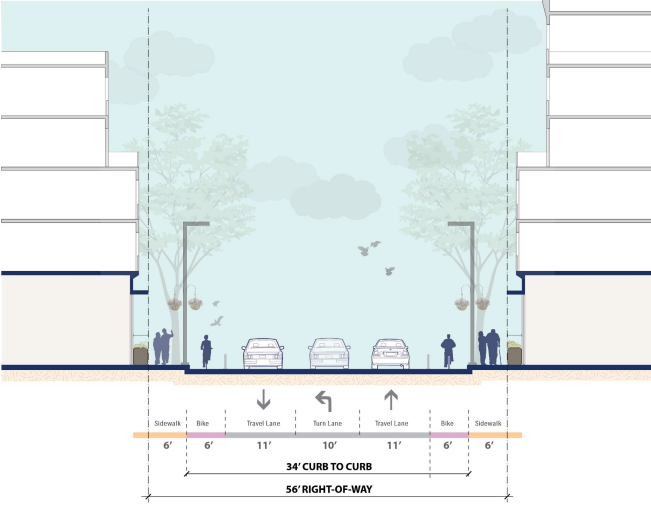 Sidewalk Bike Travel Lane Turn Lane Travel Lane Bike Sidewalk
6’ 6’ 11’ 10’ 11’ 6’ 6’
34’ CURB TO CURB
56’ RIGHT-OF-WAY